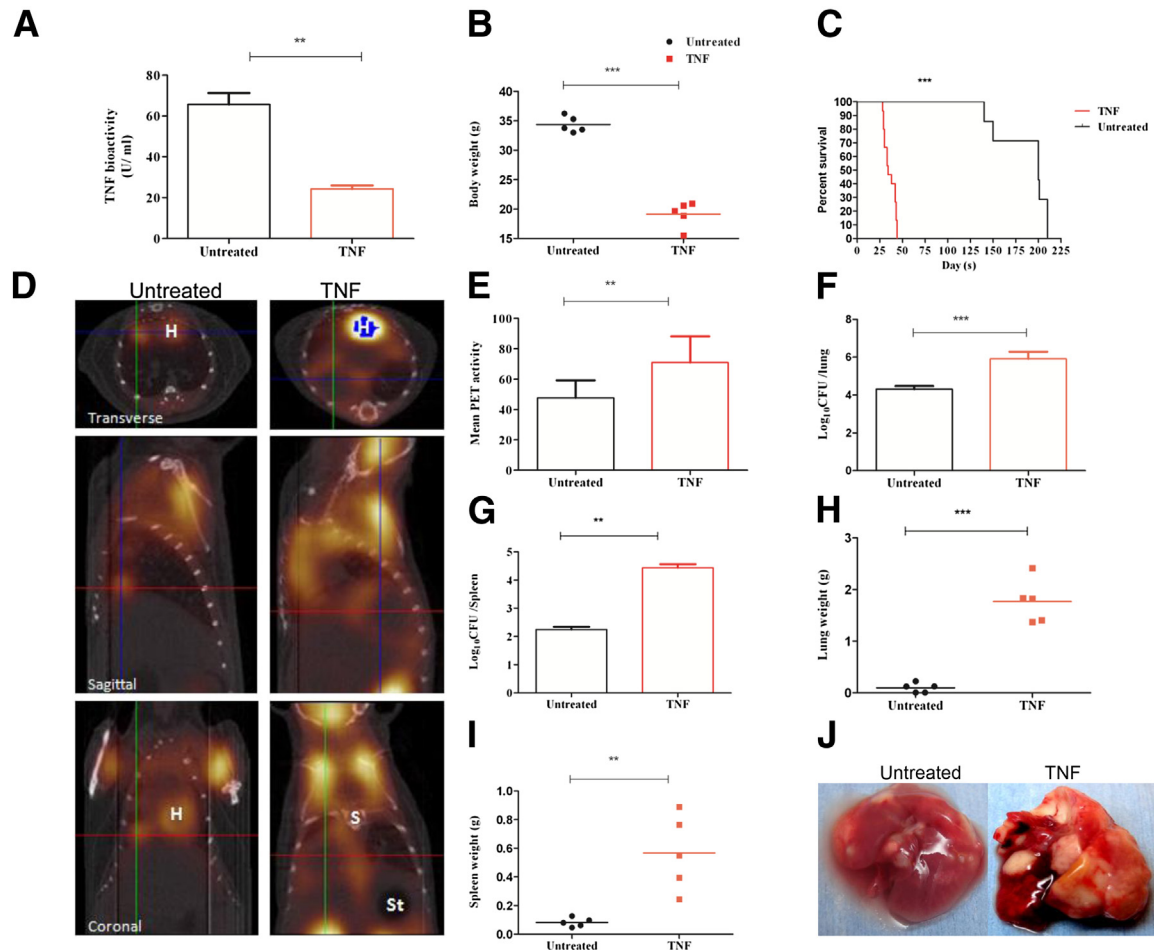 A
**
TNF bioactivity
(U/ ml)
80
60
40
20
0
Untreated
TNF
B
Untreated
TNF
***
Body weight (g)
40
35
30
25
20
15
Untreated
TNF
C
***
TNF
Untreated
Percent survival
100
90
80
70
60
50
40
30
20
10
0
0 25 50 75 100 125 150 175 200 225
Day (s)
D
Untreated
TNF
H
H
Transverse
Sagittal
H
S
St
Coronal
E
**
Mean PET activity
100
80
60
40
20
0
Untreated
TNF
F
***
Log10CFU /lung
8
6
4
2
0
Untreated
TNF
G
**
Log10CFU /Spleen
5
4
3
2
1
0
Untreated
TNF
H
***
Lung weight (g)
3
2
1
0
Untreated
TNF
I
**
Spleen weight (g)
1.0
0.8
0.6
0.4
0.2
0.0
Untreated
TNF
J
Untreated
TNF